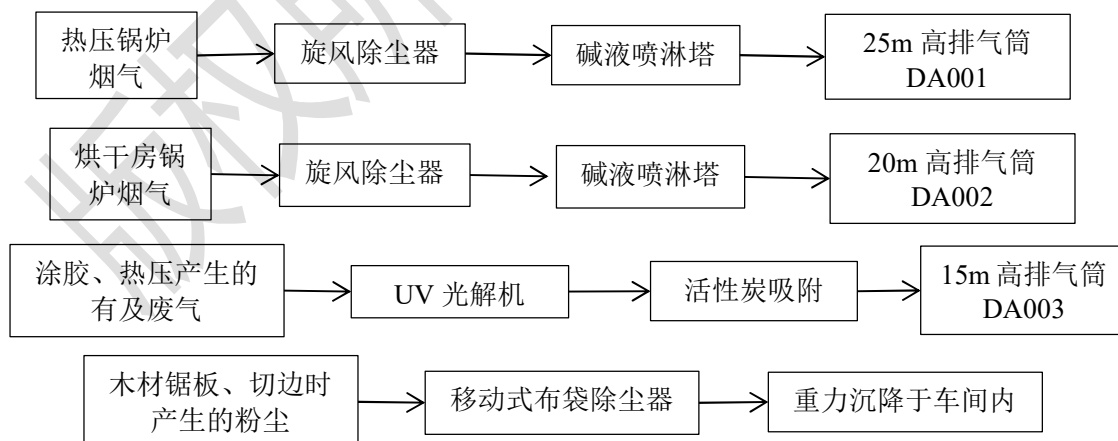 热压锅炉
烟气
旋风除尘器
碱液喷淋塔
25m 高排气筒
DA001
烘干房锅
炉烟气
旋风除尘器
碱液喷淋塔
20m 高排气筒
DA002
涂胶、热压产生的
有及废气
UV 光解机
活性炭吸附
15m 高排气筒
DA003
木材锯板、切边时
产生的粉尘
移动式布袋除尘器
重力沉降于车间内
版权所